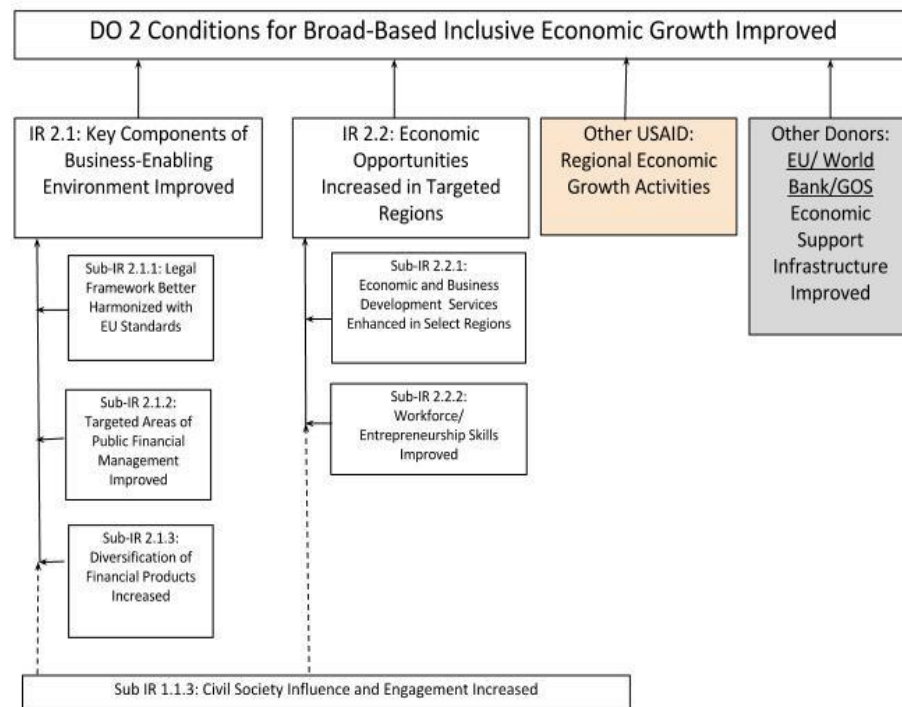 DO 2 Conditions for Broad-Based Inclusive Economic Growth Improved
IR 2.1: Key Components of
Business-Enabling
Environment Improved
IR 2.2: Economic
Opportunities
Increased in Targeted
Regions
Other USAID:
Regional Economic
Growth Activities
Other Donors:
EU/ World
Bank/GOS
Economic
Support
Infrastructure
Improved
Sub-IR 2.1.1: Legal
Framework Better
Harmonized with
EU Standards
Sub-IR 2.2.1:
Economic and Business
Development Services
Enhanced in Select Regions
Sub-IR 2.1.2:
Targeted Areas of
Public Financial
Management
Improved
Sub-IR 2.2.2:
Workforce/
Entrepreneurship Skills
Improved
Sub-IR 2.1.3:
Diversification of
Financial Products
Increased
Sub IR 1.1.3: Civil Society Influence and Engagement Increased